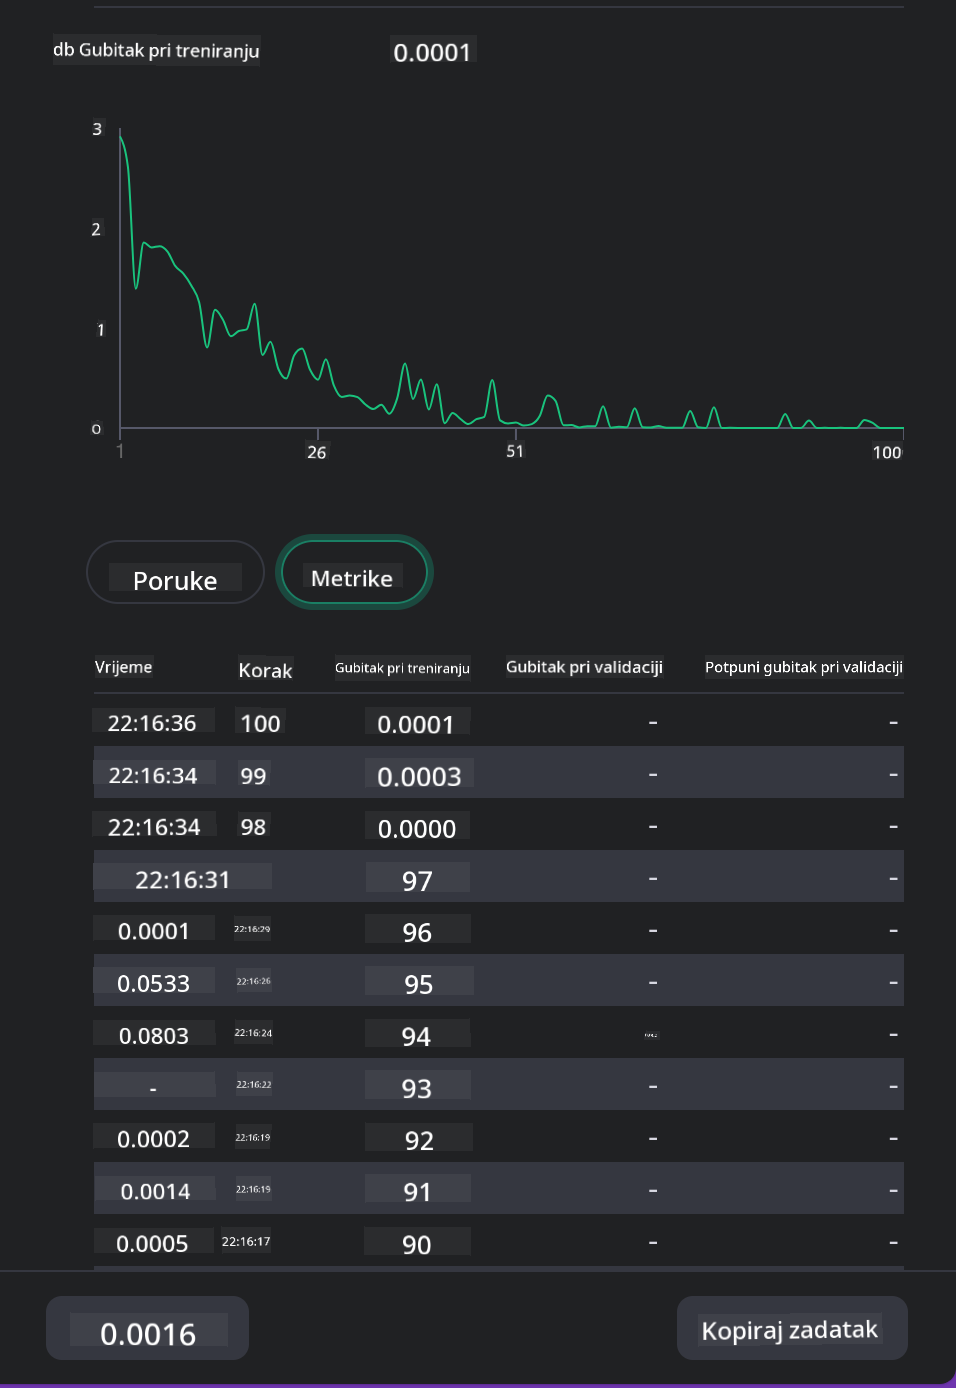 db Gubitak pri treniranju 0.0001
3
2
1
0
1 26 51 100
Poruke Metrike
Vrijeme Korak Gubitak pri treniranju Gubitak pri validaciji Potpuni gubitak pri validaciji
22:16:36 100 0.0001 – –
22:16:34 99 0.0003 – –
22:16:34 98 0.0000 – –
22:16:31 97 – –
0.0001 22:16:29 96 – –
0.0533 22:16:26 95 – –
0.0803 22:16:24 94 –
- 22:16:22 93 – –
0.0002 22:16:19 92 – –
0.0014 22:16:19 91 – –
0.0005 22:16:17 90 – –
0.0016 Kopiraj zadatak